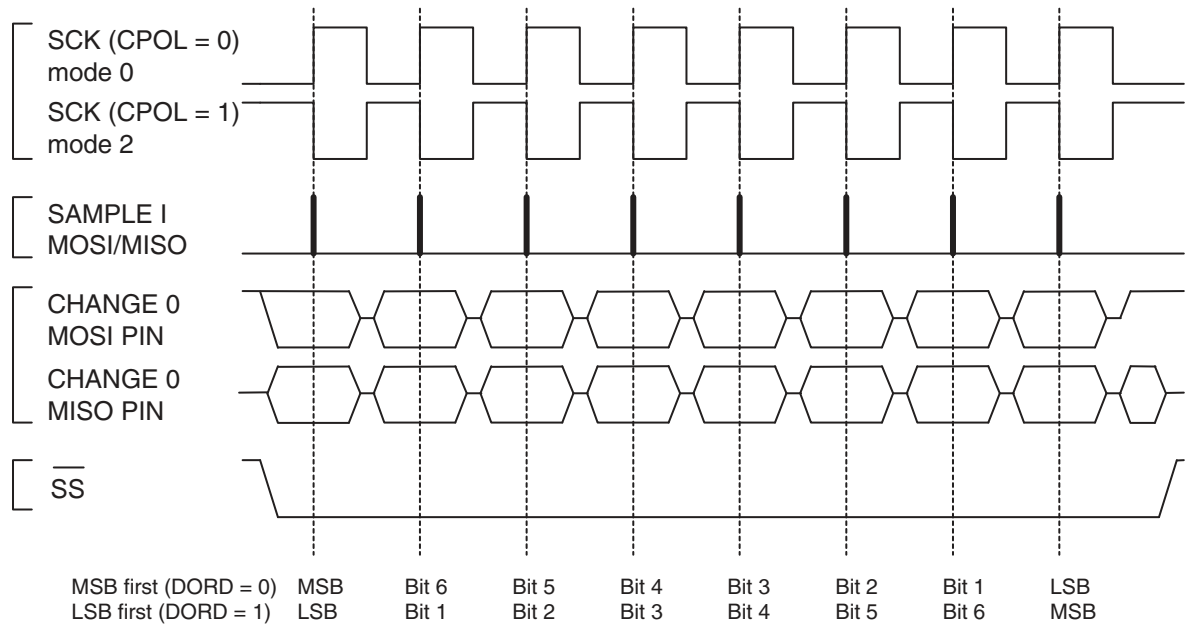 SCK (CPOL = 0)
mode 0
SCK (CPOL = 1)
mode 2
SAMPLE I
MOSI/MISO
CHANGE 0
MOSI PIN
CHANGE 0
MISO PIN
SS
MSB first (DORD = 0) MSB Bit 6 Bit 5 Bit 4 Bit 3 Bit 2 Bit 1 LSB
LSB first (DORD = 1) LSB Bit 1 Bit 2 Bit 3 Bit 4 Bit 5 Bit 6 MSB